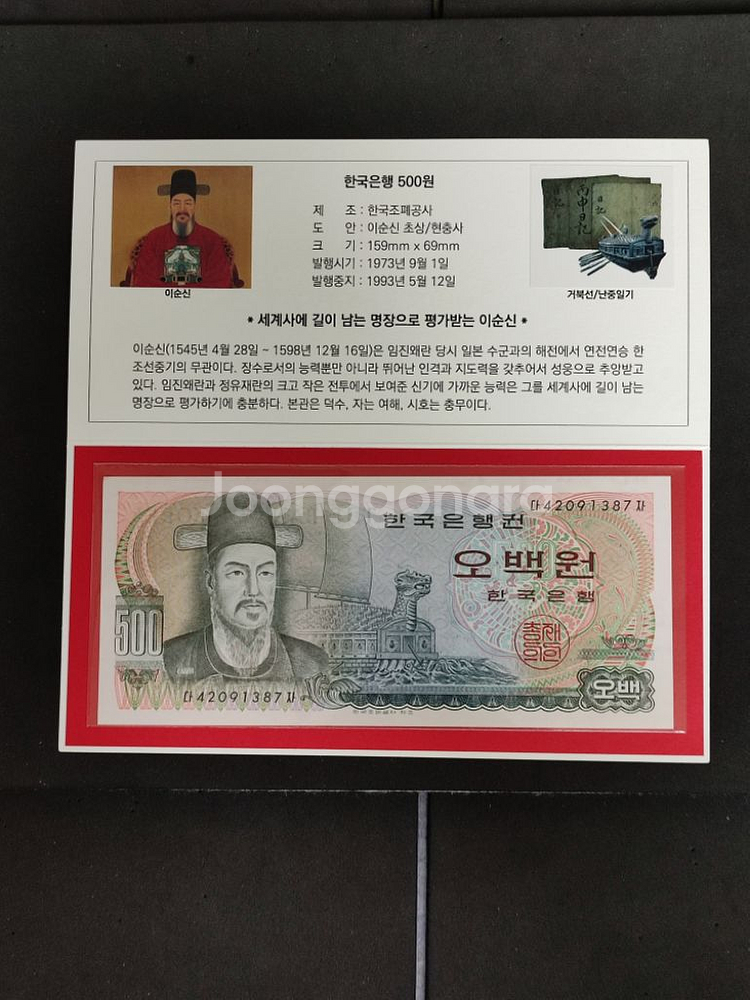 한국은행 500원
제 조 : 한국조폐공사
도 안 : 이순신 초상/현충사
크 기 : 159mm x 69mm
발행시기 : 1973년 9월 1일
발행중지 : 1993년 5월 12일
이순신
거북선/난중일기
* 세계사에 길이 남는 명장으로 평가받는 이순신 *
이순신(1545년 4월 28일 ~ 1598년 12월 16일)은 임진왜란 당시 일본 수군과의 해전에서 연전연승 한
조선중기의 무관이다. 장수로서의 능력뿐만 아니라 뛰어난 인격과 지도력을 갖추어서 성웅으로 추앙받고
있다. 임진왜란과 정유재란의 크고 작은 전투에서 보여준 신기에 가까운 능력은 그를 세계사에 길이 남는
명장으로 평가하기에 충분하다. 본관은 덕수, 자는 여해, 시호는 충무이다.
Joonggonara
다42091387자
한국은행권
오백원
한국은행
총재의인
500
다42091387자
오백
한국조폐공사 제조
丙申日記
日記